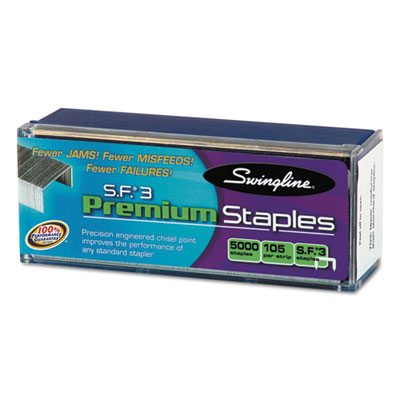 Fewer JAMS! Fewer MISFEEDS!
Fewer FAILURES!
Swingline®
S.F.® 3
Premium Staples
100%
PERFORMANCE
GUARANTEE
Precision engineered chisel point
improves the performance of
any standard stapler
5000
staples
105
per strip
S.F.®3
staples